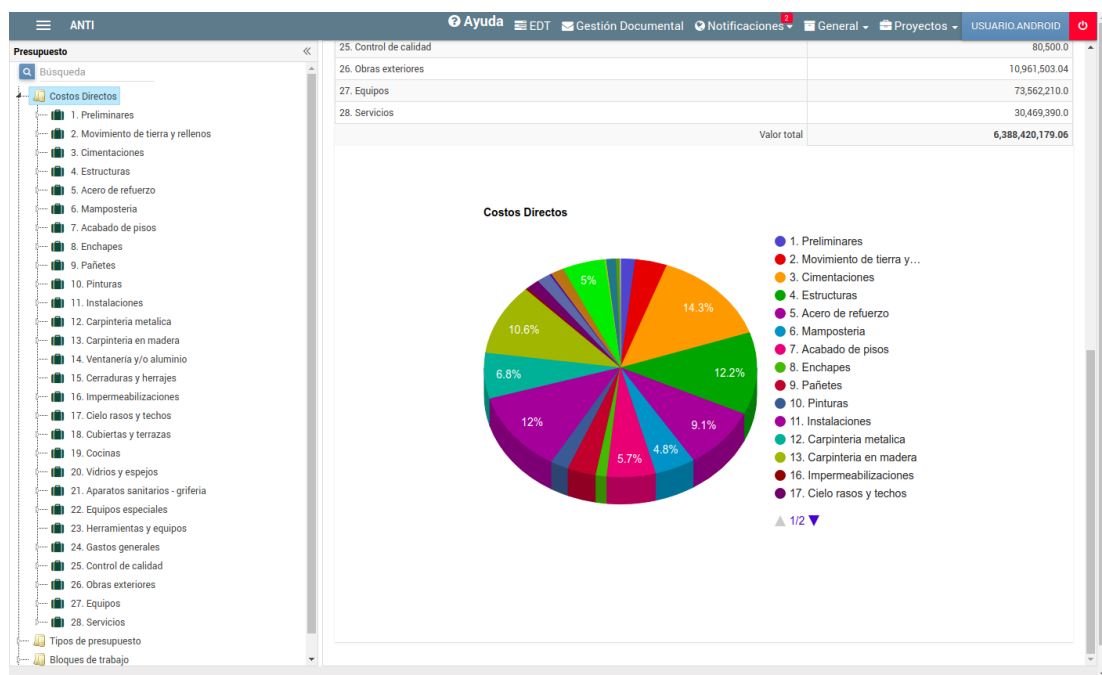 ANTI
Ayuda EDT Gestión Documental Notificaciones 2 General Proyectos USUARIO.ANDROID
Presupuesto
Búsqueda
Costos Directos
1. Preliminares
2. Movimiento de tierra y rellenos
3. Cimentaciones
4. Estructuras
5. Acero de refuerzo
6. Mamposteria
7. Acabado de pisos
8. Enchapes
9. Pañetes
10. Pinturas
11. Instalaciones
12. Carpinteria metalica
13. Carpinteria en madera
14. Ventanería y/o aluminio
15. Cerraduras y herrajes
16. Impermeabilizaciones
17. Cielo rasos y techos
18. Cubiertas y terrazas
19. Cocinas
20. Vidrios y espejos
21. Aparatos sanitarios - griferia
22. Equipos especiales
23. Herramientas y equipos
24. Gastos generales
25. Control de calidad
26. Obras exteriores
27. Equipos
28. Servicios
Tipos de presupuesto
Bloques de trabajo
25. Control de calidad 80,500.0
26. Obras exteriores 10,961,503.04
27. Equipos 73,562,210.0
28. Servicios 30,469,390.0
Valor total 6,388,420,179.06
Costos Directos
5%
14.3%
10.6%
12.2%
6.8%
12%
9.1%
4.8%
5.7%
1. Preliminares
2. Movimiento de tierra y...
3. Cimentaciones
4. Estructuras
5. Acero de refuerzo
6. Mamposteria
7. Acabado de pisos
8. Enchapes
9. Pañetes
10. Pinturas
11. Instalaciones
12. Carpinteria metalica
13. Carpinteria en madera
16. Impermeabilizaciones
17. Cielo rasos y techos
1/2